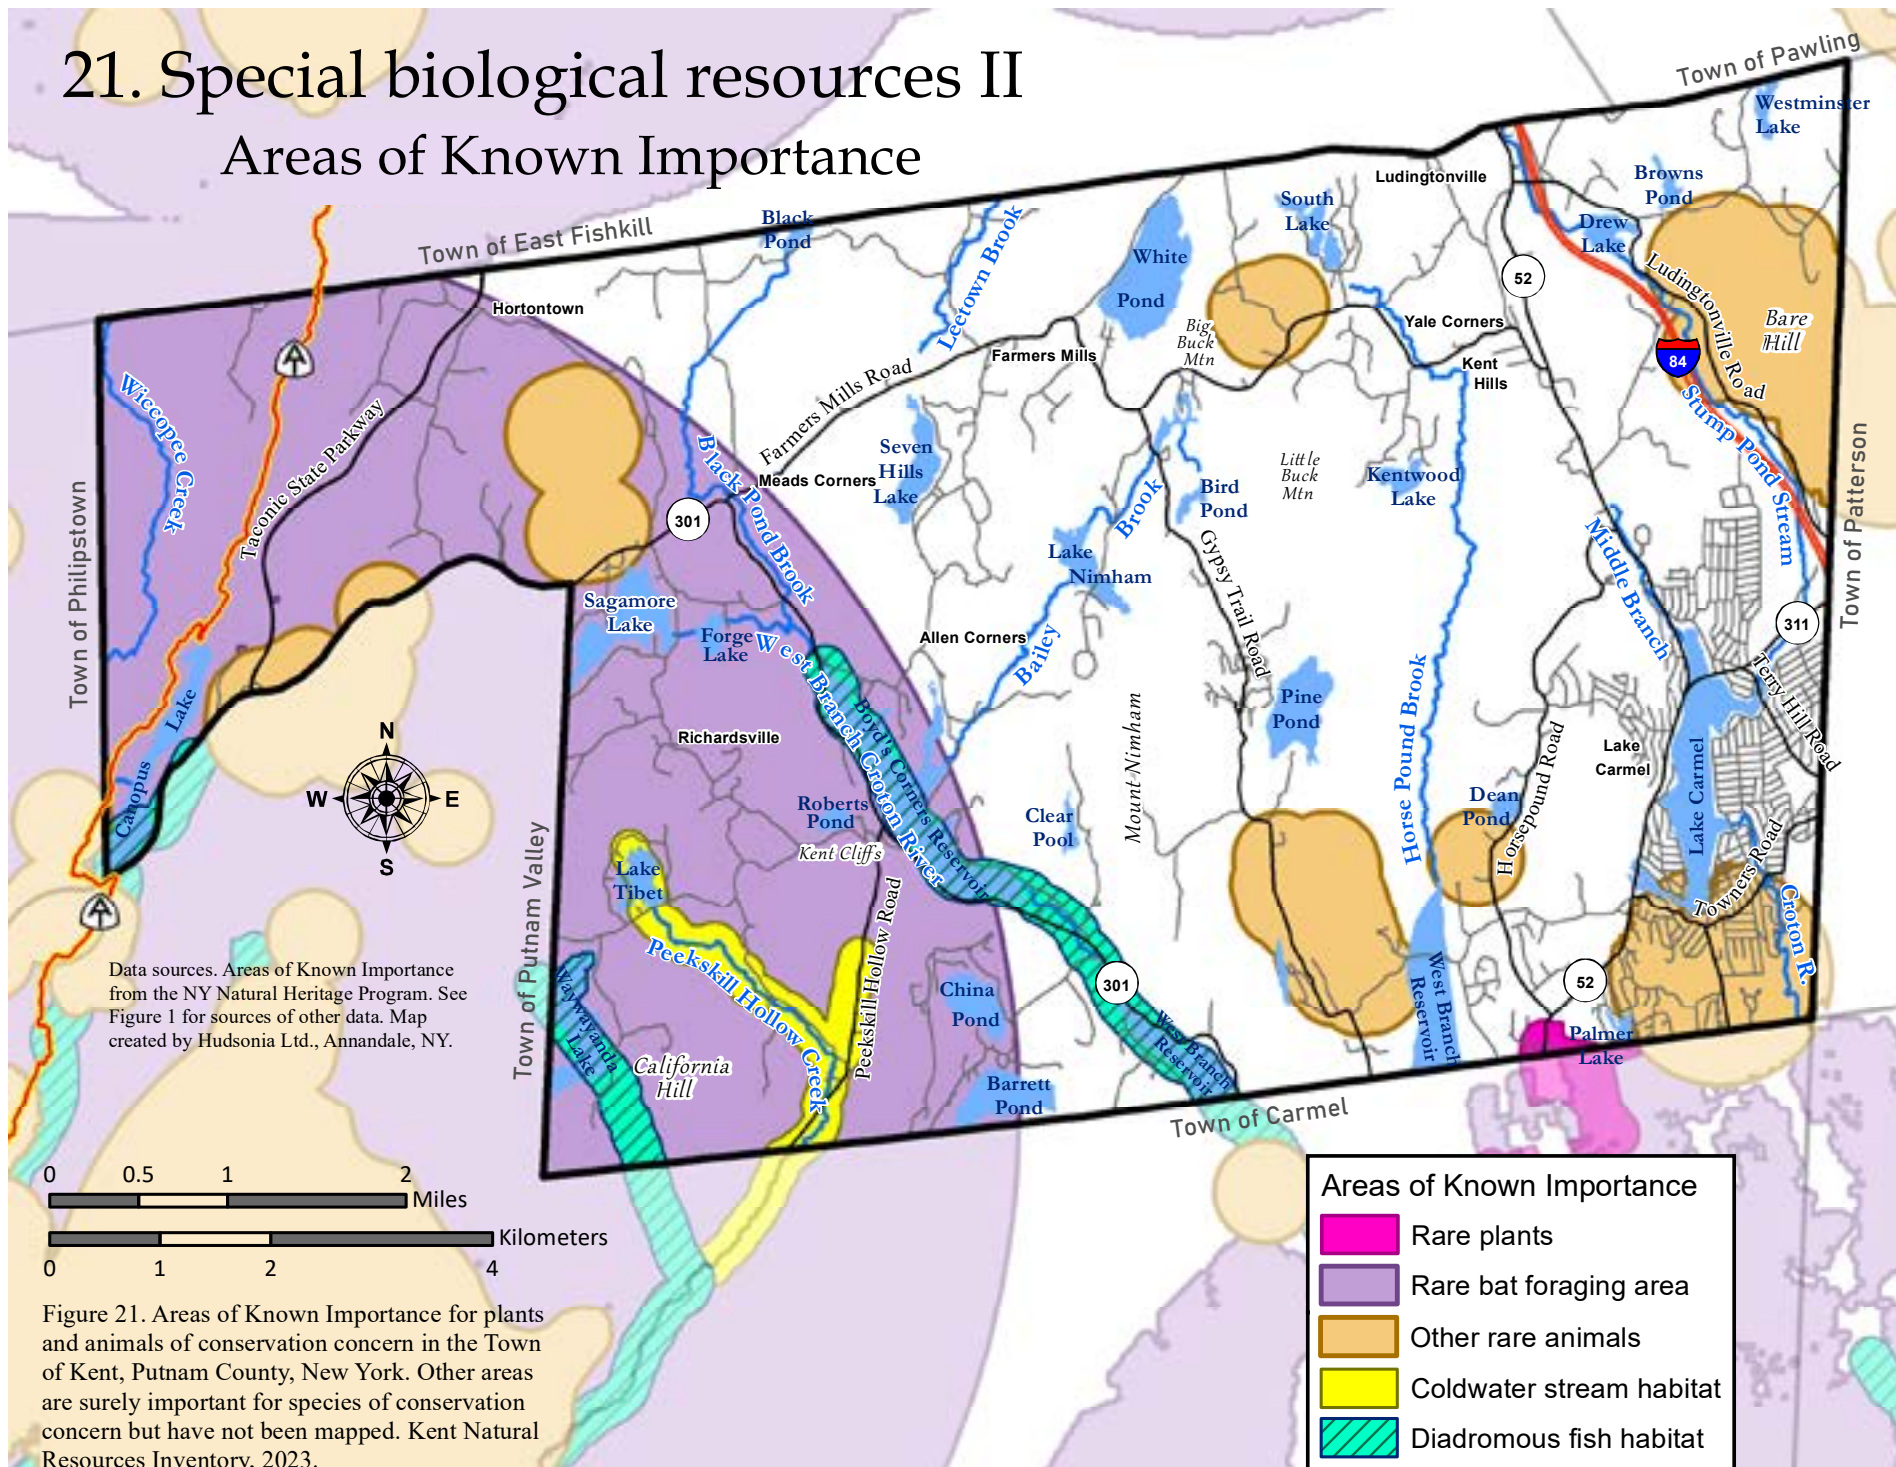 21. Special biological resources II
Areas of Known Importance
Town of Pawling
Westminster
Lake
Ludingtonville
Browns
Pond
South
Lake
Black
Pond
Drew
Lake
Town of East Fishkill
Leetown Brook
White
Pond
52
Ludingtonville Road
Hortontown
Bare
Hill
Big
Buck
Mtn
Yale Corners
Farmers Mills
84
Kent
Hills
Wiccopee Creek
Taconic State Parkway
Farmers Mills Road
Stump Pond Stream
Black Pond Brook
Meads Corners
Seven
Hills
Lake
Little
Buck
Mtn
Kentwood
Lake
Bird
Pond
301
Brook
Middle Branch
Town of Patterson
Town of Philipstown
Lake
Nimham
Gypsy Trail Road
Sagamore
Lake
Forge
Lake
Allen Corners
Bailey
311
West Branch Croton River
Boyd's Corners Reservoir
Terry Hill Road
Horse Pound Brook
Pine
Pond
Canopus
Lake
Richardsville
Mount Nimham
Horsepound Road
Lake
Carmel
Lake Carmel
N
W
E
S
Roberts
Pond
Clear
Pool
Dean
Pond
Kent Cliffs
Lake
Tibet
Towners Road
Town of Putnam Valley
Peekskill Hollow Road
Peekskill Hollow Creek
Croton R.
Waywayanda
Lake
China
Pond
301
52
West Branch
Reservoir
West Branch
Reservoir
Palmer
Lake
California
Hill
Barrett
Pond
Town of Carmel
Data sources. Areas of Known Importance
from the NY Natural Heritage Program. See
Figure 1 for sources of other data. Map
created by Hudsonia Ltd., Annandale, NY.
0 0.5 1 2
Miles
Kilometers
0 1 2 4
Figure 21. Areas of Known Importance for plants
and animals of conservation concern in the Town
of Kent, Putnam County, New York. Other areas
are surely important for species of conservation
concern but have not been mapped. Kent Natural
Resources Inventory, 2023.
Areas of Known Importance
Rare plants
Rare bat foraging area
Other rare animals
Coldwater stream habitat
Diadromous fish habitat